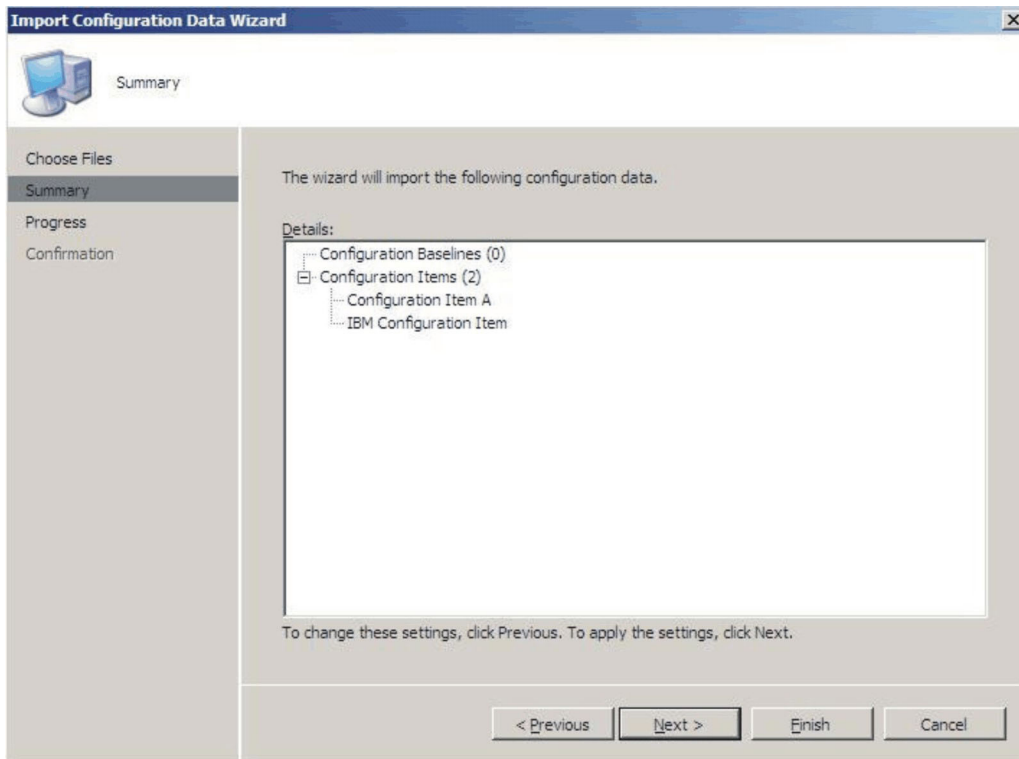 Import Configuration Data Wizard
Summary
Choose Files
Summary
Progress
Confirmation
The wizard will import the following configuration data.
Details:
Configuration Baselines (0)
Configuration Items (2)
Configuration Item A
IBM Configuration Item
To change these settings, click Previous. To apply the settings, click Next.
< Previous
Next >
Finish
Cancel